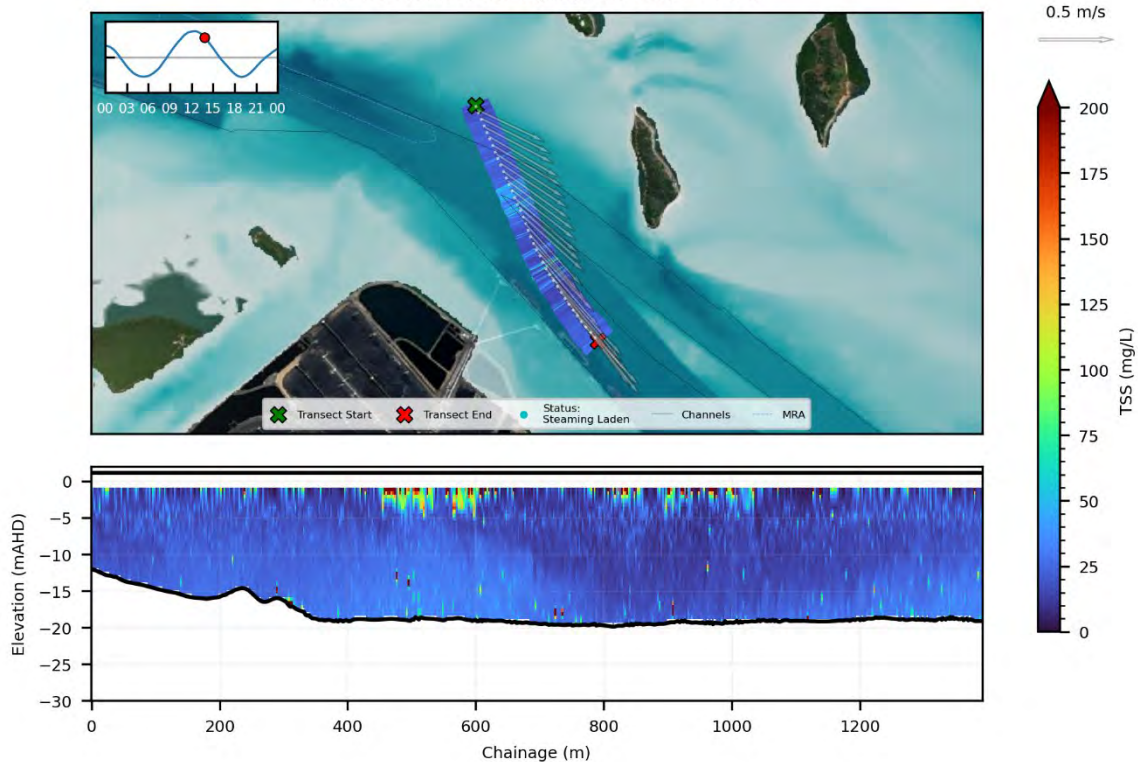 0.5 m/s
00 03 06 09 12 15 18 21 00
Transect Start
Transect End
Status:
Steaming Laden
Channels
MRA
200
175
150
125
100
75
50
25
0
TSS (mg/L)
0
−5
−10
−15
−20
−25
−30
Elevation (mAHD)
0 200 400 600 800 1000 1200
Chainage (m)